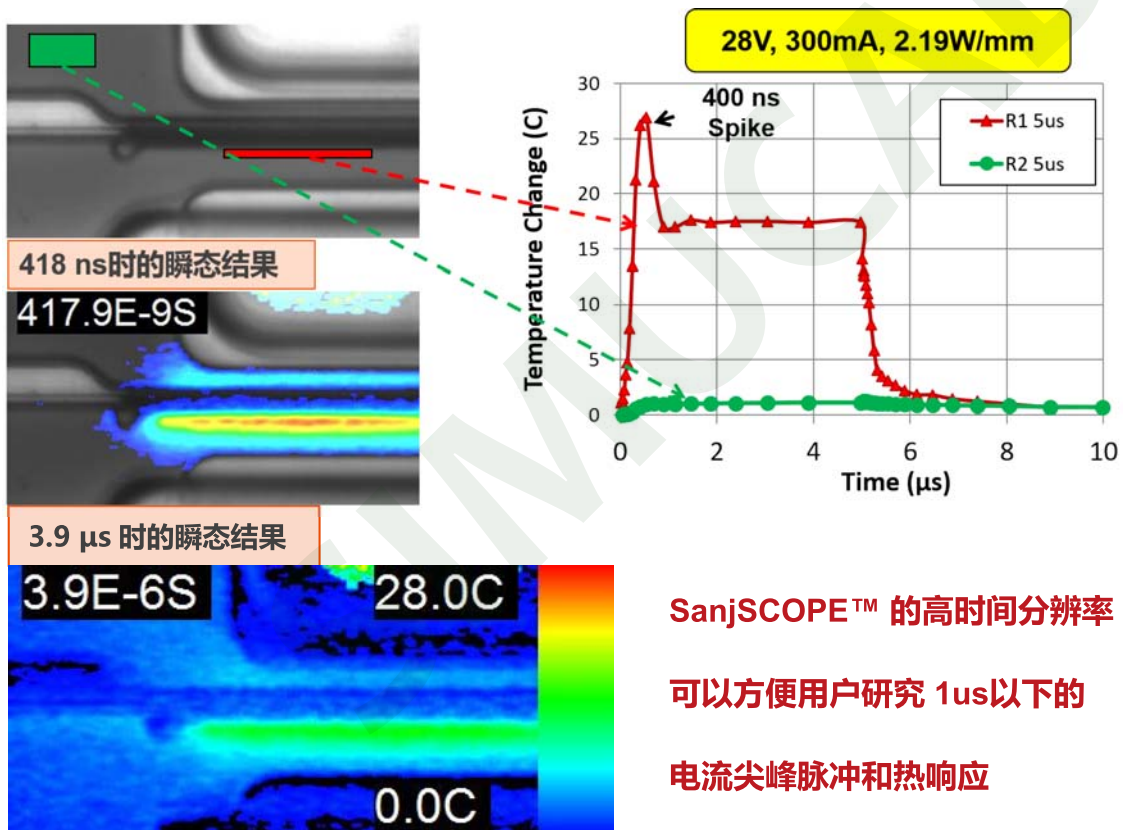 28V, 300mA, 2.19W/mm
418 ns时的瞬态结果
417.9E-9S
3.9 µs 时的瞬态结果
3.9E-6S
28.0C
0.0C
Temperature Change (C)
30
25
20
15
10
5
0
400 ns
Spike
R1 5us
R2 5us
0
2
4
6
8
10
Time (µs)
SanjSCOPE™ 的高时间分辨率
可以方便用户研究 1us以下的
电流尖峰脉冲和热响应